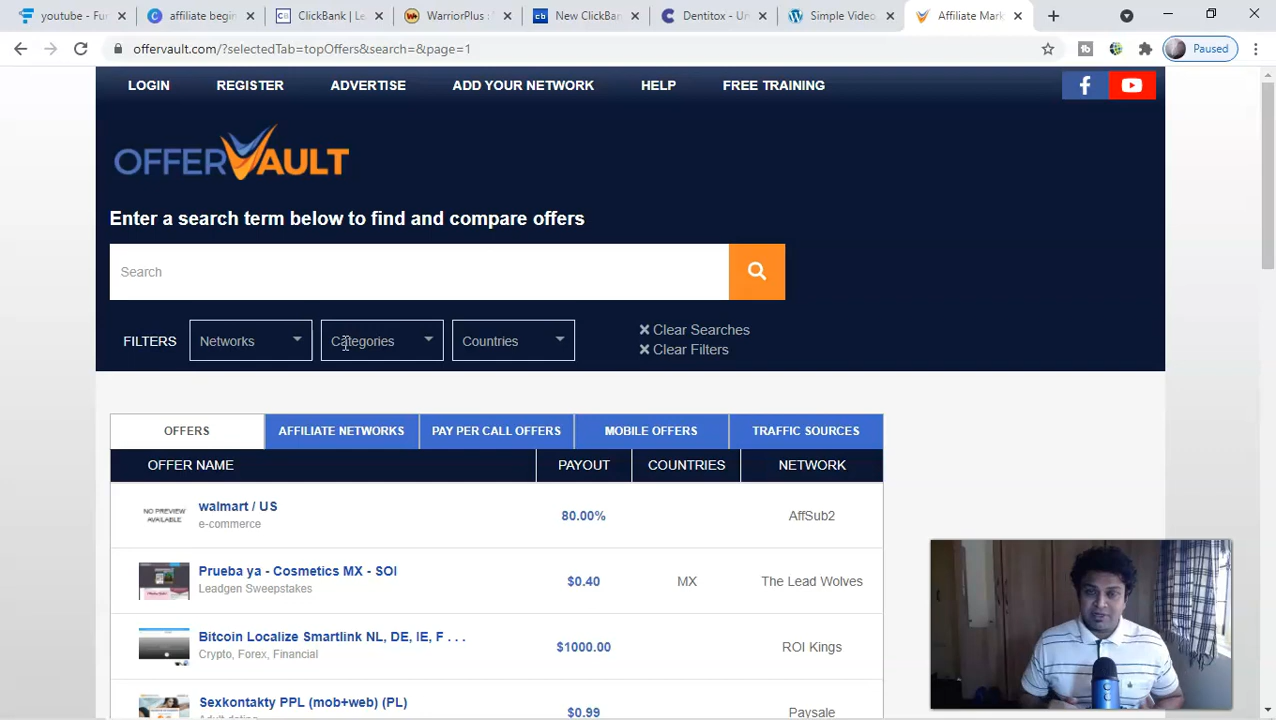 youtube - Fun
affiliate begin
ClickBank | Le
WarriorPlus :
New ClickBan
Dentitox - Un
Simple Video
Affiliate Mark
offervault.com/?selectedTab=topOffers&search=&page=1
Paused
LOGIN REGISTER ADVERTISE ADD YOUR NETWORK HELP FREE TRAINING
OFFERVAULT
Enter a search term below to find and compare offers
Search
FILTERS Networks Categories Countries
Clear Searches
Clear Filters
OFFERS AFFILIATE NETWORKS PAY PER CALL OFFERS MOBILE OFFERS TRAFFIC SOURCES
OFFER NAME PAYOUT COUNTRIES NETWORK
NO PREVIEW AVAILABLE
walmart / US
e-commerce
80.00% AffSub2
Prueba ya - Cosmetics MX - SOI
Leadgen Sweepstakes
$0.40 MX The Lead Wolves
Bitcoin Localize Smartlink NL, DE, IE, F . . .
Crypto, Forex, Financial
$1000.00 ROI Kings
Sexkontakty PPL (mob+web) (PL)
Adult dating
$0.99 Paysale